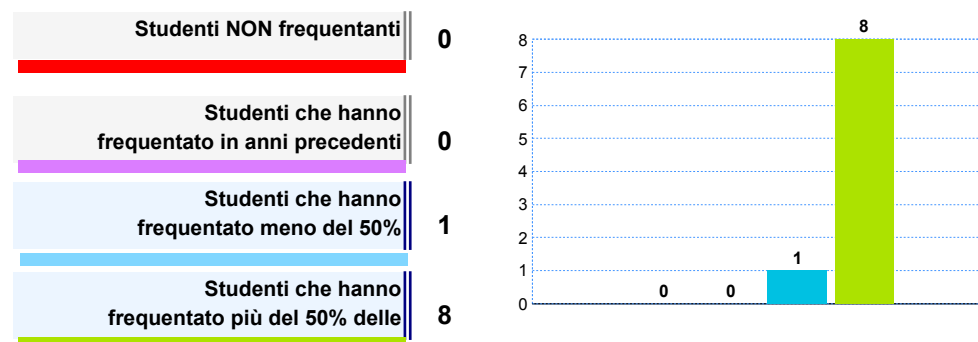 Studenti NON frequentanti
0
Studenti che hanno
frequentato in anni precedenti
0
Studenti che hanno
frequentato meno del 50%
1
Studenti che hanno
frequentato più del 50% delle
8
8
7
6
5
4
3
2
1
0
0
0
1
8